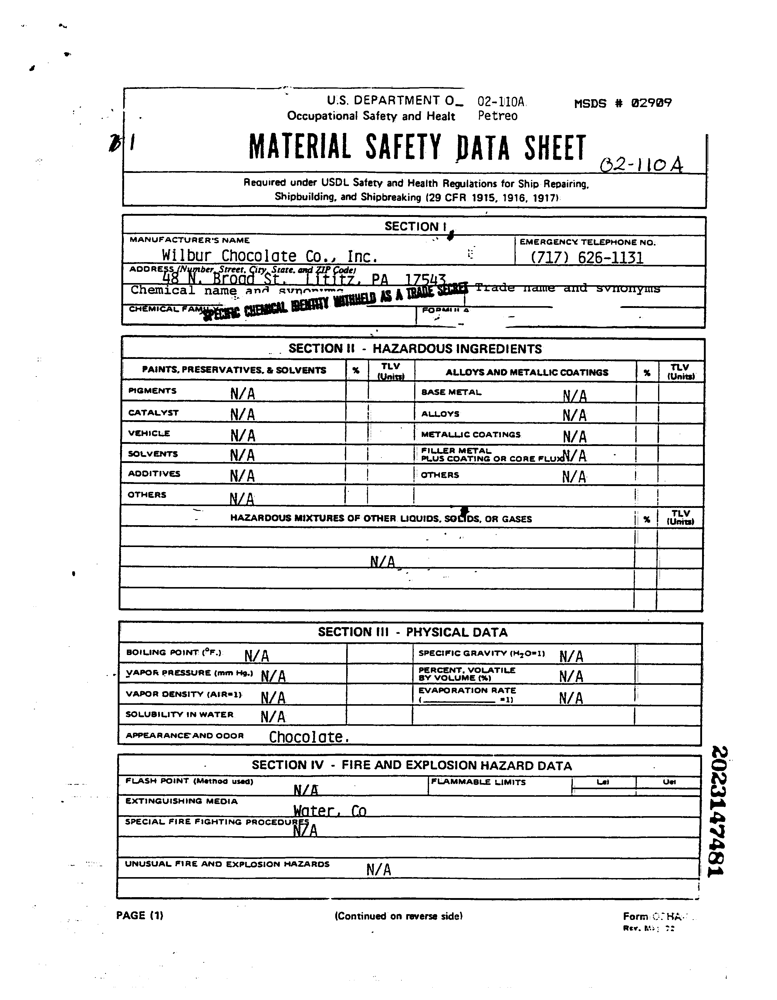 U.S. DEPARTMENT O_ 02-110A MSDS # 02909
Occupational Safety and Healt Petreo
MATERIAL SAFETY DATA SHEET
02-110A
Required under USDL Safety and Health Regulations for Ship Repairing,
Shipbuilding, and Shipbreaking (29 CFR 1915, 1916, 1917)
SECTION I
MANUFACTURER'S NAME EMERGENCY TELEPHONE NO.
Wilbur Chocolate Co., Inc. (717) 626-1131
ADDRESS (Number, Street, City, State, and ZIP Code)
48 N. Broad St. Lititz, PA 17543
Chemical name and synonyms Trade name and synonyms
SPECIFIC CHEMICAL IDENTITY WITHHELD AS A TRADE SECRET
CHEMICAL FAMILY FORMULA
SECTION II - HAZARDOUS INGREDIENTS
PAINTS, PRESERVATIVES, & SOLVENTS % TLV (Units) ALLOYS AND METALLIC COATINGS % TLV (Units)
PIGMENTS N/A BASE METAL N/A
CATALYST N/A ALLOYS N/A
VEHICLE N/A METALLIC COATINGS N/A
SOLVENTS N/A FILLER METAL PLUS COATING OR CORE FLUX N/A
ADDITIVES N/A OTHERS N/A
OTHERS N/A
HAZARDOUS MIXTURES OF OTHER LIQUIDS, SOLIDS, OR GASES % TLV (Units)
N/A
SECTION III - PHYSICAL DATA
BOILING POINT (°F.) N/A SPECIFIC GRAVITY (H₂O=1) N/A
VAPOR PRESSURE (mm Hg.) N/A PERCENT, VOLATILE BY VOLUME (%) N/A
VAPOR DENSITY (AIR=1) N/A EVAPORATION RATE (______ =1) N/A
SOLUBILITY IN WATER N/A
APPEARANCE AND ODOR Chocolate.
SECTION IV - FIRE AND EXPLOSION HAZARD DATA
FLASH POINT (Method used) N/A FLAMMABLE LIMITS Lel Uel
EXTINGUISHING MEDIA
Water, Co
SPECIAL FIRE FIGHTING PROCEDURES
N/A
UNUSUAL FIRE AND EXPLOSION HAZARDS N/A
PAGE (1) (Continued on reverse side) Form OSHA-
Rev. May 72
2023147481